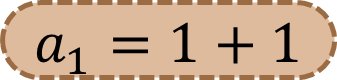 a₁ = 1 + 1